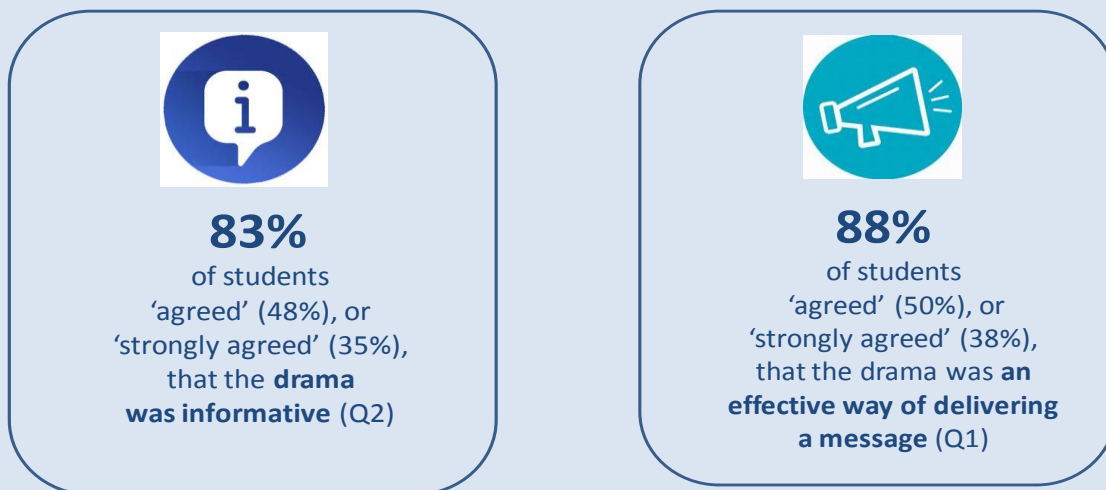 83%
of students
‘agreed’ (48%), or
‘strongly agreed’ (35%),
that the drama
was informative (Q2)
88%
of students
‘agreed’ (50%), or
‘strongly agreed’ (38%),
that the drama was an
effective way of delivering
a message (Q1)